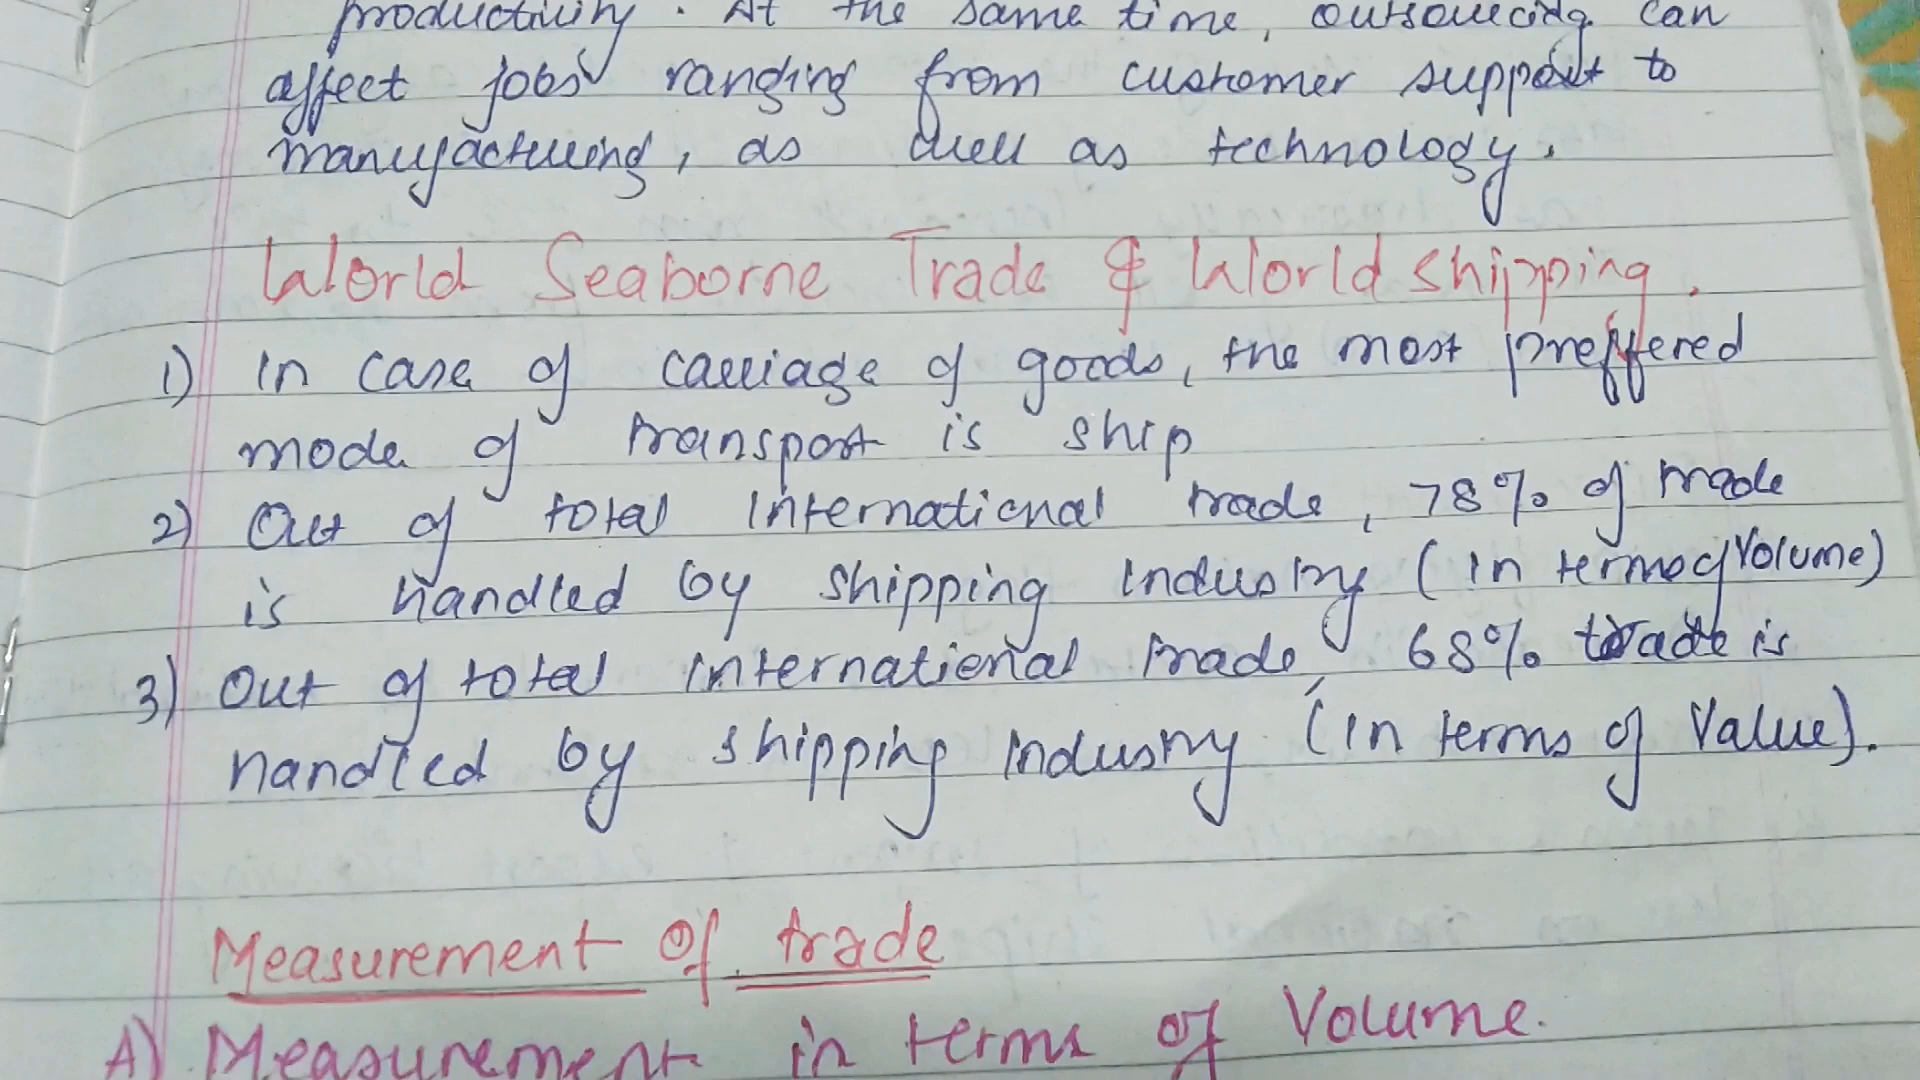 productivity. At the same time, outsourcing can
affect jobs ranging from customer support to
manufacturing, as well as technology.
World Seaborne Trade & World shipping.
1) In case of carriage of goods, the most preffered
mode of transport is ship
2) Out of total international trade, 78% of trade
is handled by shipping industry (in terms of Volume)
3) Out of total international trade, 68% trade is
handled by shipping industry (in terms of Value).
Measurement of trade
A) Measurement in terms of Volume.